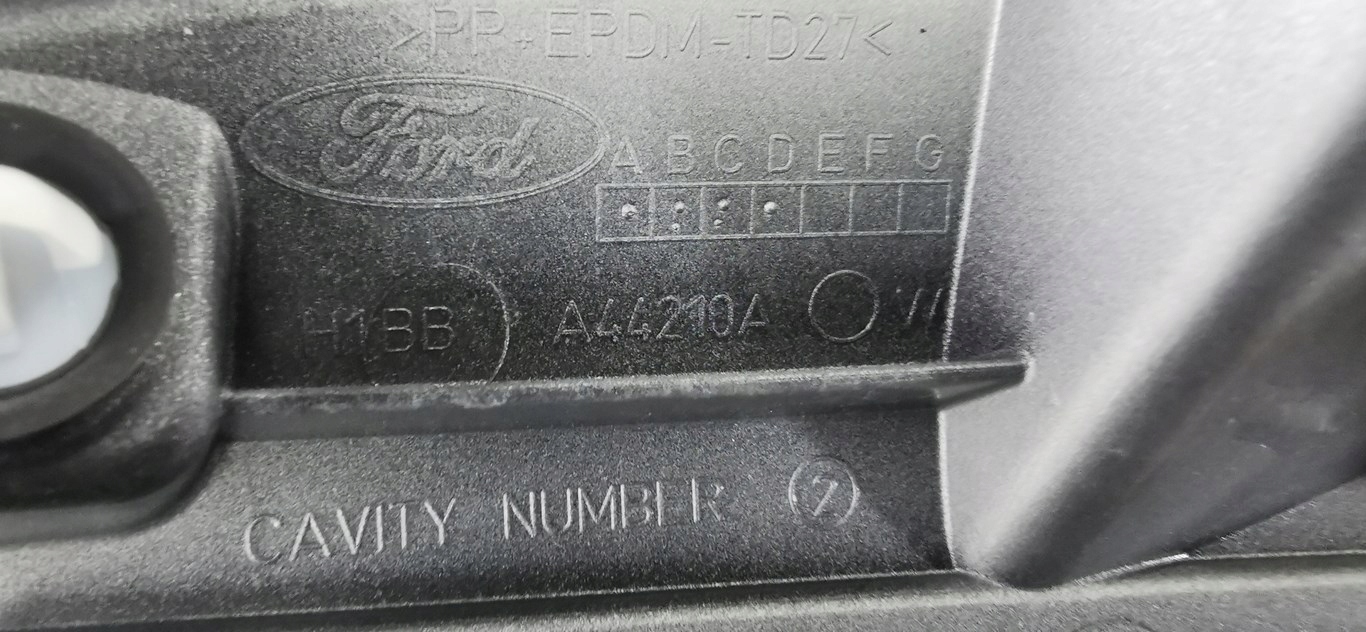 >PP+EPDM-TD27<
Ford
A B C D E F G
H1BB A44210A
CAVITY NUMBER 2